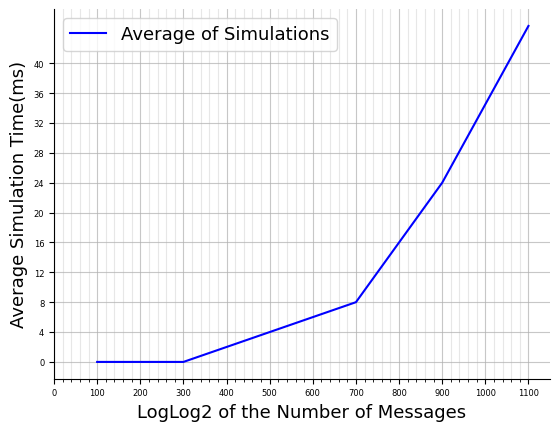 Average of Simulations
Average Simulation Time(ms)
40
36
32
28
24
20
16
12
8
4
0
0 100 200 300 400 500 600 700 800 900 1000 1100
LogLog2 of the Number of Messages